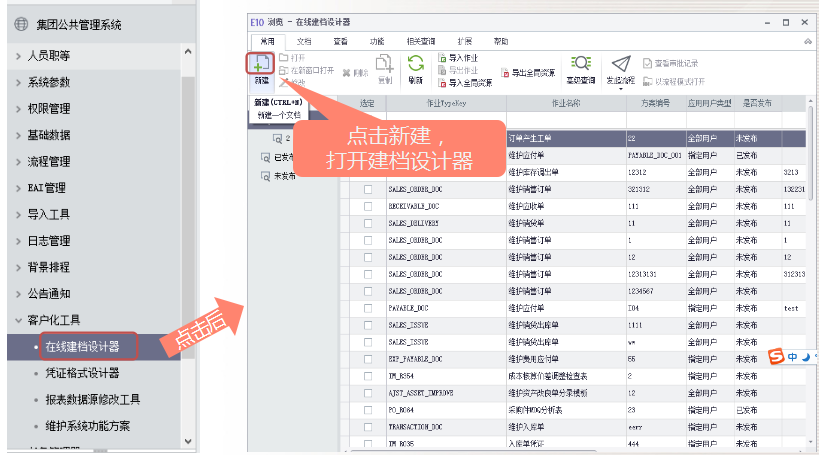 集团公共管理系统
人员职等
系统参数
权限管理
基础数据
流程管理
EAI管理
导入工具
日志管理
背景排程
公告通知
客户化工具
在线建档设计器
凭证格式设计器
报表数据源修改工具
维护系统功能方案
点击后
E10 浏览 - 在线建档设计器
常用 文档 查看 功能 相关查询 扩展 帮助
新建
打开
在新窗口打开
删除
复制
刷新
导入作业
导出作业
导入全局资源
导出全局资源
高级查询
发起流程
查看审批记录
以流程模式打开
新建(CTRL+N)
新建一个文档
点击新建，
打开建档设计器
2
已发布
未发布
选定 作业TypeKey 作业名称 方案编号 应用用户类型 是否发布
订单产生工单 22 全部用户 未发布
维护应付单 PAYABLE_DOC_001 指定用户 已发布
维护库存调出单 12312 全部用户 未发布 3213
SALES_ORDER_DOC 维护销售订单 321312 全部用户 未发布 132231
RECEIVABLE_DOC 维护应收单 111 全部用户 未发布 111
SALES_DELIVERY 维护销货单 11 全部用户 未发布 11
SALES_ORDER_DOC 维护销售订单 1 全部用户 未发布 1
SALES_ORDER_DOC 维护销售订单 12 全部用户 未发布 12
SALES_ORDER_DOC 维护销售订单 12313131 全部用户 未发布 312313
SALES_ORDER_DOC 维护销售订单 1234567 全部用户 未发布
PAYABLE_DOC 维护应付单 I04 指定用户 未发布 test
SALES_ISSUE 维护销货出库单 1111 全部用户 未发布
SALES_ISSUE 维护销货出库单 ww 全部用户 未发布
EXP_PAYABLE_DOC 维护费用应付单 55 指定用户 未发布
IM_R354 成本核算价差调整检查表 2 指定用户 未发布
AJST_ASSET_IMPROVE 维护资产改良单分录模板 12 全部用户 未发布
PO_R064 采购件MOQ分析表 23 指定用户 已发布
TRANSACTION_DOC 维护入库单 eerr 指定用户 未发布
IM_R035 入库单凭证 444 指定用户 未发布
S中